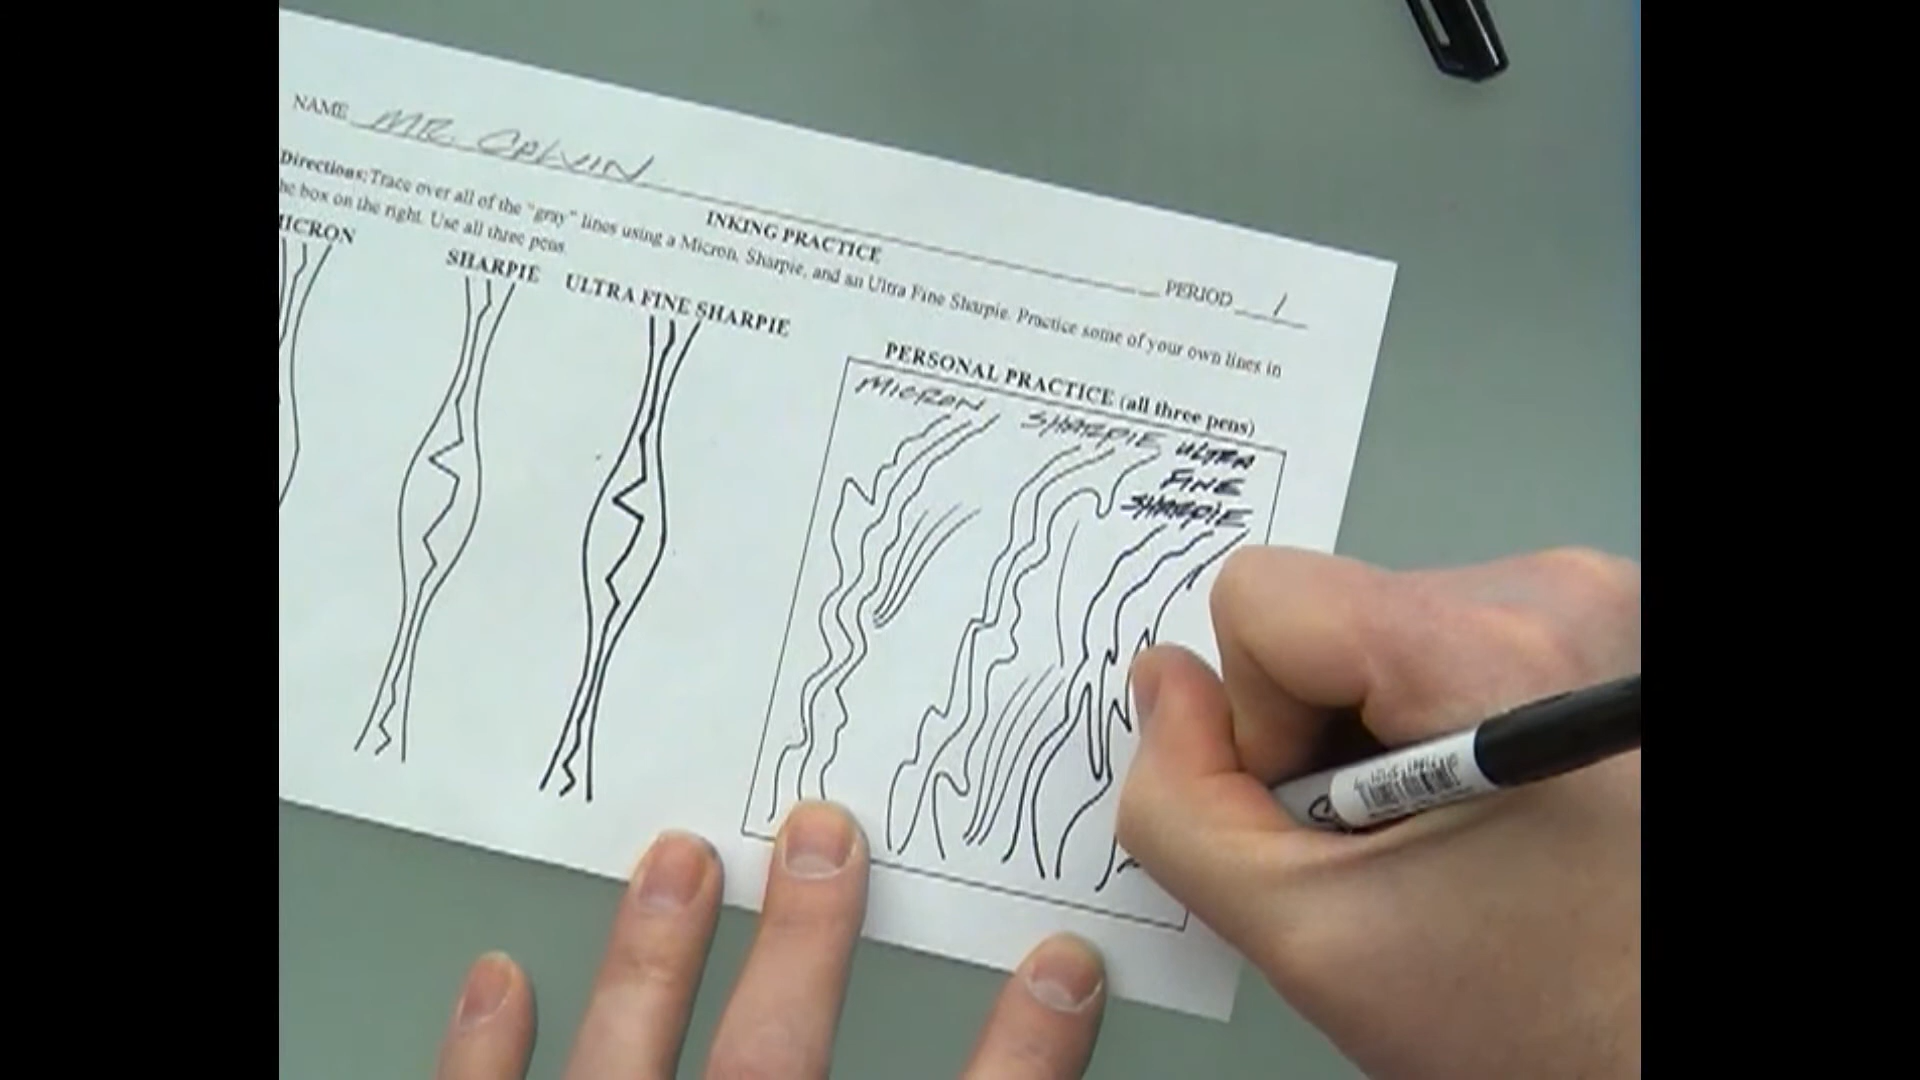 NAME MR. CALVIN PERIOD 1
INKING PRACTICE
Directions: Trace over all of the "gray" lines using a Micron, Sharpie, and an Ultra Fine Sharpie. Practice some of your own lines in
he box on the right. Use all three pens.
MICRON
SHARPIE
ULTRA FINE SHARPIE
PERSONAL PRACTICE (all three pens)
MICRON
SHARPIE
ULTRA
FINE
SHARPIE